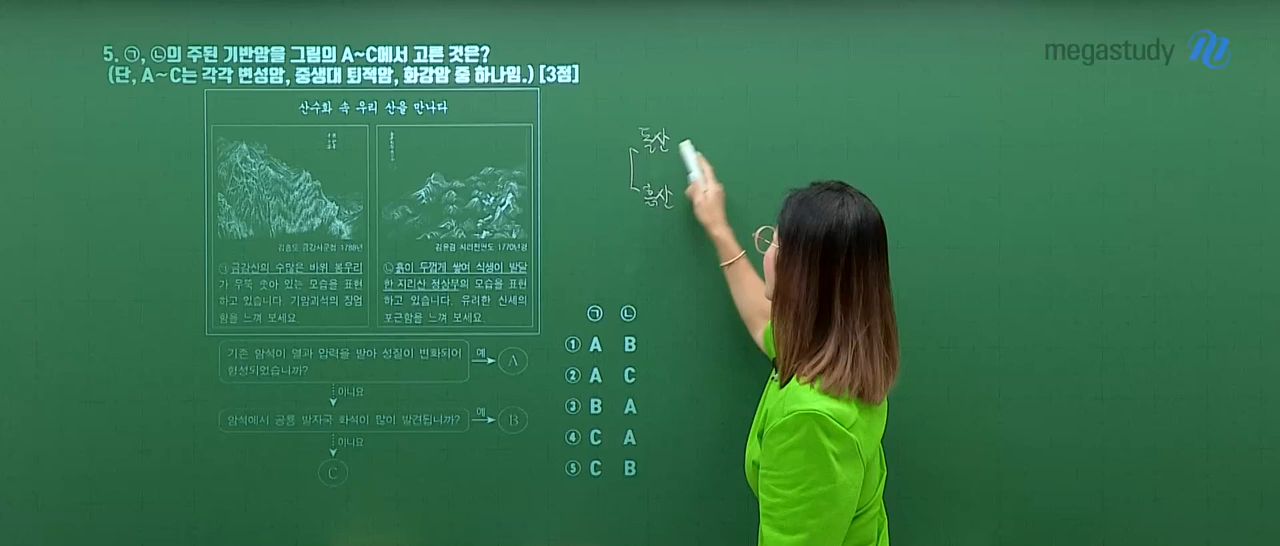 megastudy
5. ㉠, ㉡의 주된 기반암을 그림의 A~C에서 고른 것은?
(단, A~C는 각각 변성암, 중생대 퇴적암, 화강암 중 하나임.) [3점]
산수화 속 우리 산을 만나다
김홍도 금강사군첩 1788년
㉠금강산의 수많은 바위 봉우리
가 우뚝 솟아 있는 모습을 표현
하고 있습니다. 기암괴석의 장엄
함을 느껴 보세요.
김윤겸 지리전면도 1770년경
㉡흙이 두껍게 쌓여 식생이 발달
한 지리산 정상부의 모습을 표현
하고 있습니다. 유려한 산세의
포근함을 느껴 보세요.
기존 암석이 열과 압력을 받아 성질이 변화되어
형성되었습니까?
예
A
아니요
암석에서 공룡 발자국 화석이 많이 발견됩니까?
예
B
아니요
C
㉠ ㉡
① A B
② A C
③ B A
④ C A
⑤ C B
돌산
흙산